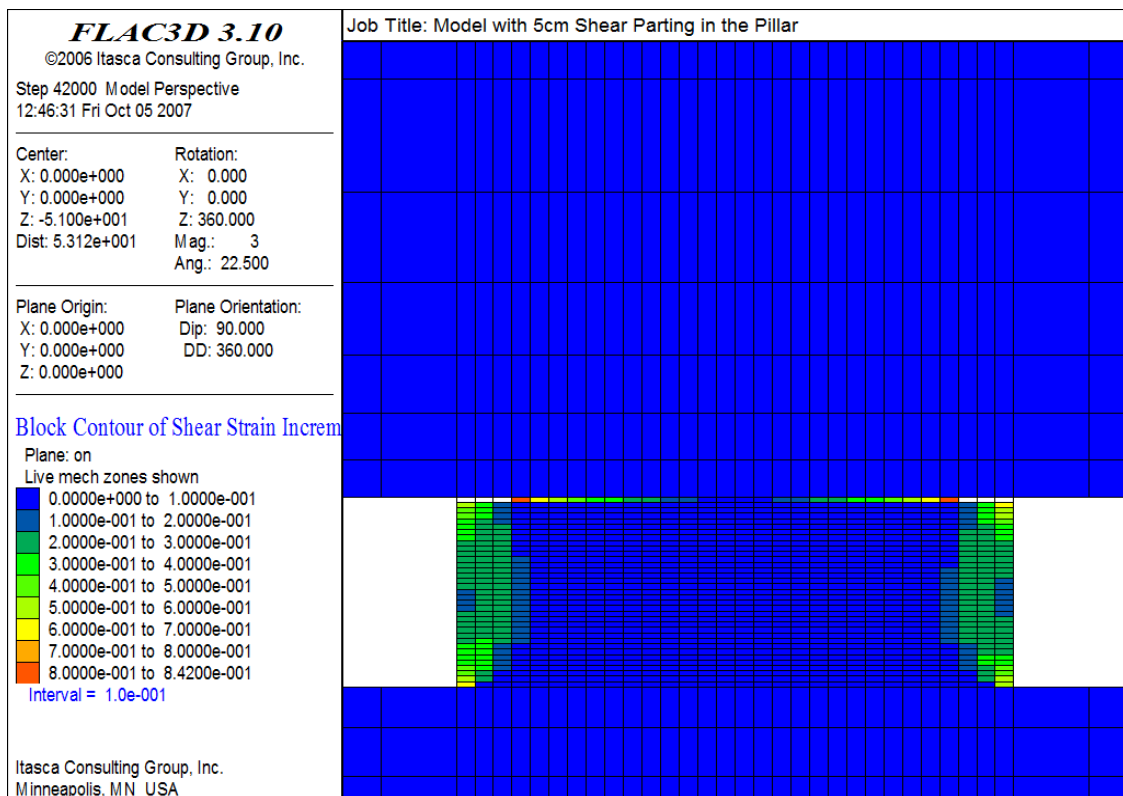 FLAC3D 3.10
©2006 Itasca Consulting Group, Inc.
Step 42000 Model Perspective
12:46:31 Fri Oct 05 2007
Center: Rotation:
X: 0.000e+000 X: 0.000
Y: 0.000e+000 Y: 0.000
Z: -5.100e+001 Z: 360.000
Dist: 5.312e+001 Mag.: 3
Ang.: 22.500
Plane Origin: Plane Orientation:
X: 0.000e+000 Dip: 90.000
Y: 0.000e+000 DD: 360.000
Z: 0.000e+000
Block Contour of Shear Strain Increm
Plane: on
Live mech zones shown
0.0000e+000 to 1.0000e-001
1.0000e-001 to 2.0000e-001
2.0000e-001 to 3.0000e-001
3.0000e-001 to 4.0000e-001
4.0000e-001 to 5.0000e-001
5.0000e-001 to 6.0000e-001
6.0000e-001 to 7.0000e-001
7.0000e-001 to 8.0000e-001
8.0000e-001 to 8.4200e-001
Interval = 1.0e-001
Itasca Consulting Group, Inc.
Minneapolis, MN USA
Job Title: Model with 5cm Shear Parting in the Pillar